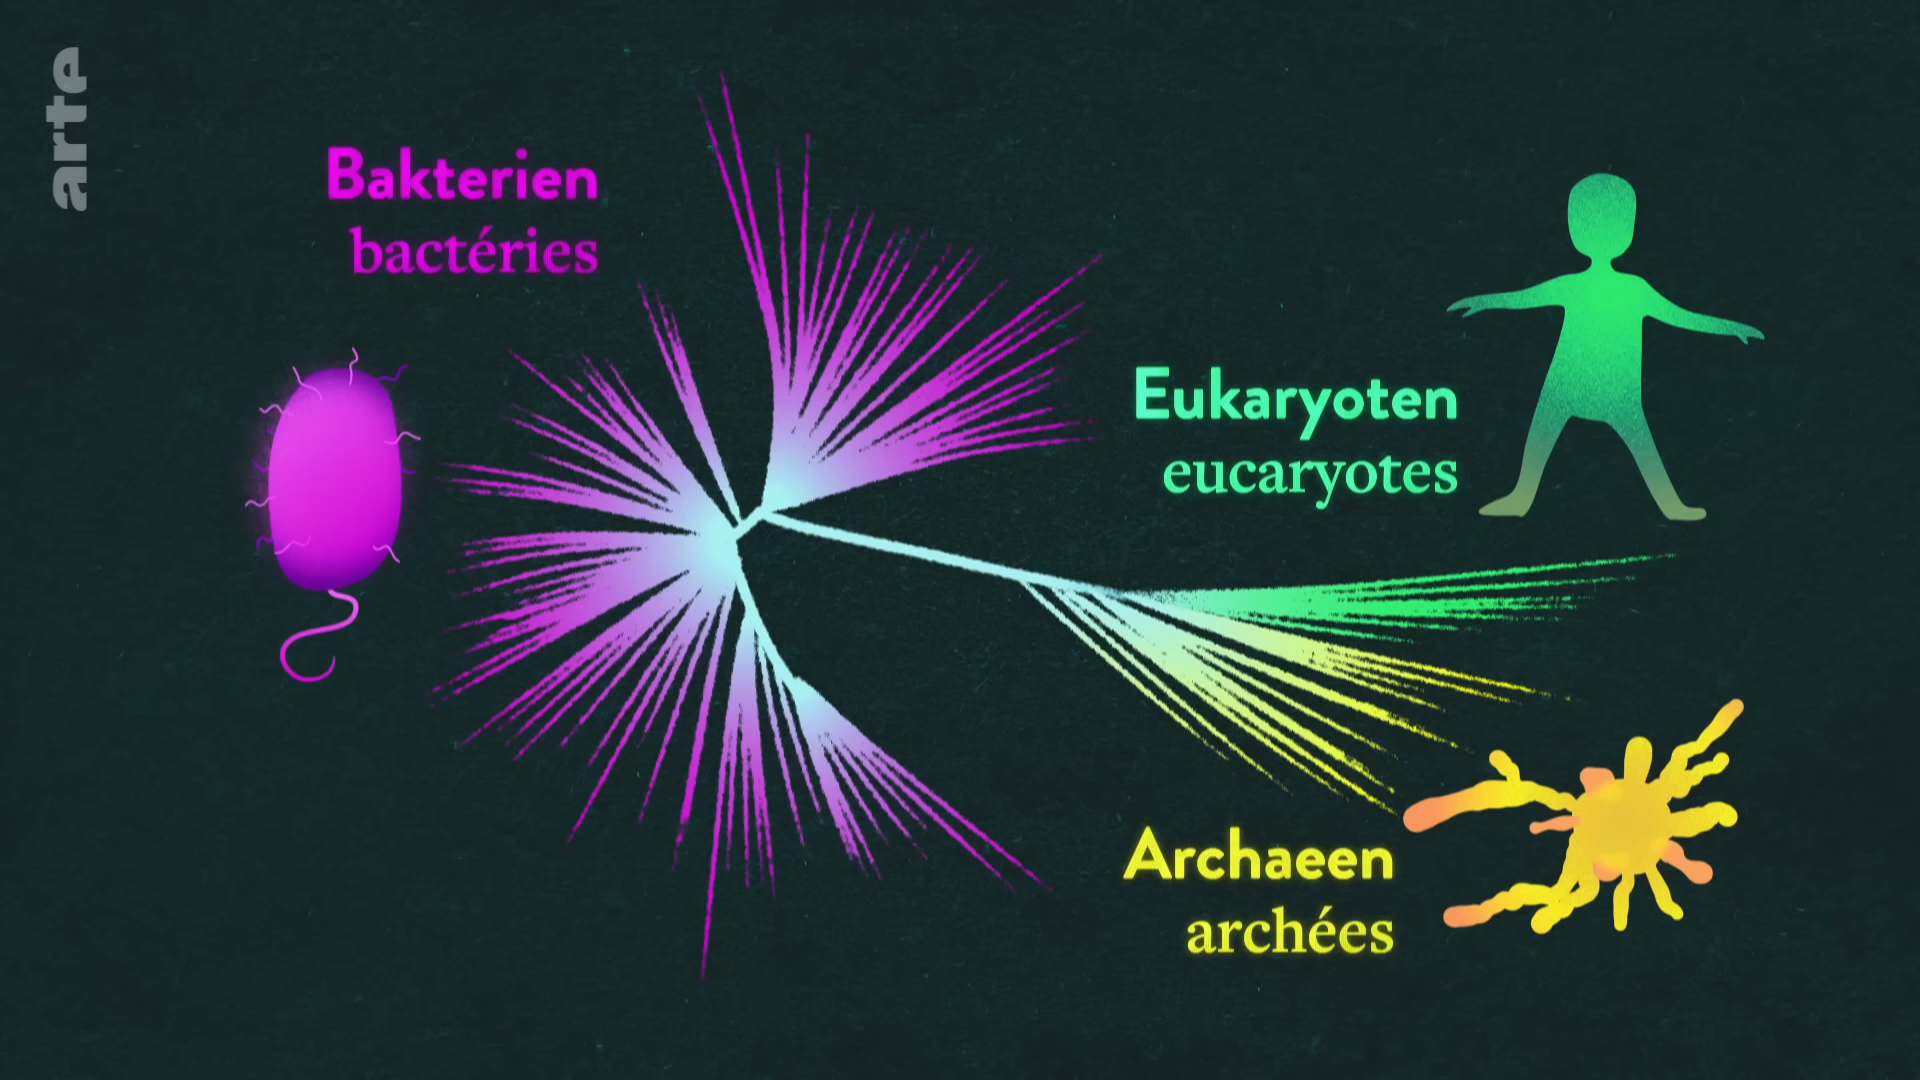 arte
Bakterien
bactéries
Eukaryoten
eucaryotes
Archaeen
archées